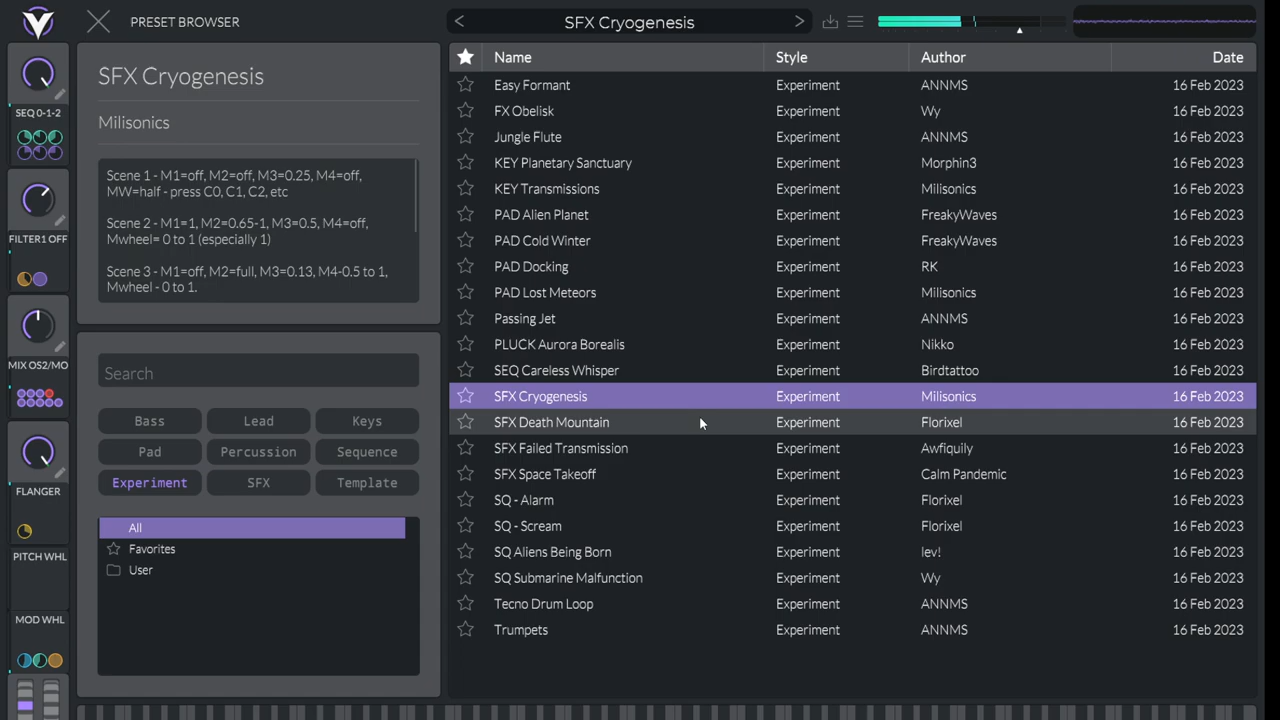 PRESET BROWSER
SFX Cryogenesis
SFX Cryogenesis
Milisonics
Scene 1 - M1=off, M2=off, M3=0.25, M4=off,
MW=half - press C0, C1, C2, etc
Scene 2 - M1=1, M2=0.65-1, M3=0.5, M4=off,
Mwheel= 0 to 1 (especially 1)
Scene 3 - M1=off, M2=full, M3=0.13, M4-0.5 to 1,
Mwheel - 0 to 1.
Search
Bass Lead Keys
Pad Percussion Sequence
Experiment SFX Template
All
Favorites
User
SEQ 0-1-2
FILTER1 OFF
MIX OS2/MO
FLANGER
PITCH WHL
MOD WHL
Name Style Author Date
Easy Formant Experiment ANNMS 16 Feb 2023
FX Obelisk Experiment Wy 16 Feb 2023
Jungle Flute Experiment ANNMS 16 Feb 2023
KEY Planetary Sanctuary Experiment Morphin3 16 Feb 2023
KEY Transmissions Experiment Milisonics 16 Feb 2023
PAD Alien Planet Experiment FreakyWaves 16 Feb 2023
PAD Cold Winter Experiment FreakyWaves 16 Feb 2023
PAD Docking Experiment RK 16 Feb 2023
PAD Lost Meteors Experiment Milisonics 16 Feb 2023
Passing Jet Experiment ANNMS 16 Feb 2023
PLUCK Aurora Borealis Experiment Nikko 16 Feb 2023
SEQ Careless Whisper Experiment Birdtattoo 16 Feb 2023
SFX Cryogenesis Experiment Milisonics 16 Feb 2023
SFX Death Mountain Experiment Florixel 16 Feb 2023
SFX Failed Transmission Experiment Awfiquily 16 Feb 2023
SFX Space Takeoff Experiment Calm Pandemic 16 Feb 2023
SQ - Alarm Experiment Florixel 16 Feb 2023
SQ - Scream Experiment Florixel 16 Feb 2023
SQ Aliens Being Born Experiment lev! 16 Feb 2023
SQ Submarine Malfunction Experiment Wy 16 Feb 2023
Tecno Drum Loop Experiment ANNMS 16 Feb 2023
Trumpets Experiment ANNMS 16 Feb 2023